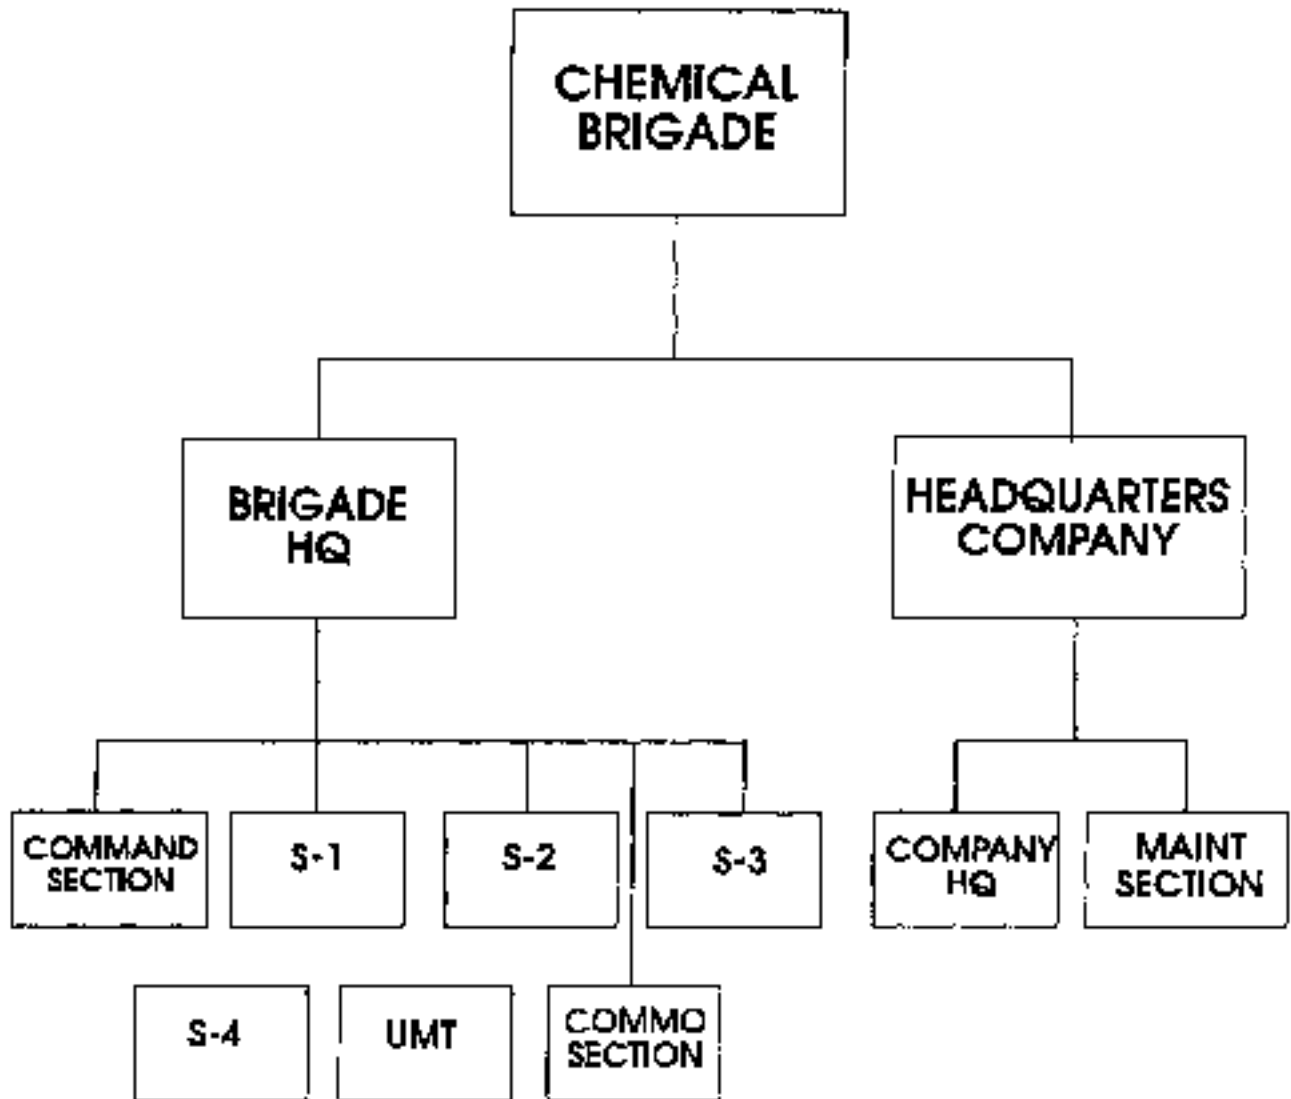 CHEMICAL
BRIGADE
BRIGADE
HQ
HEADQUARTERS
COMPANY
COMMAND
SECTION
S-1
S-2
S-3
COMPANY
HQ
MAINT
SECTION
S-4
UMT
COMMO
SECTION